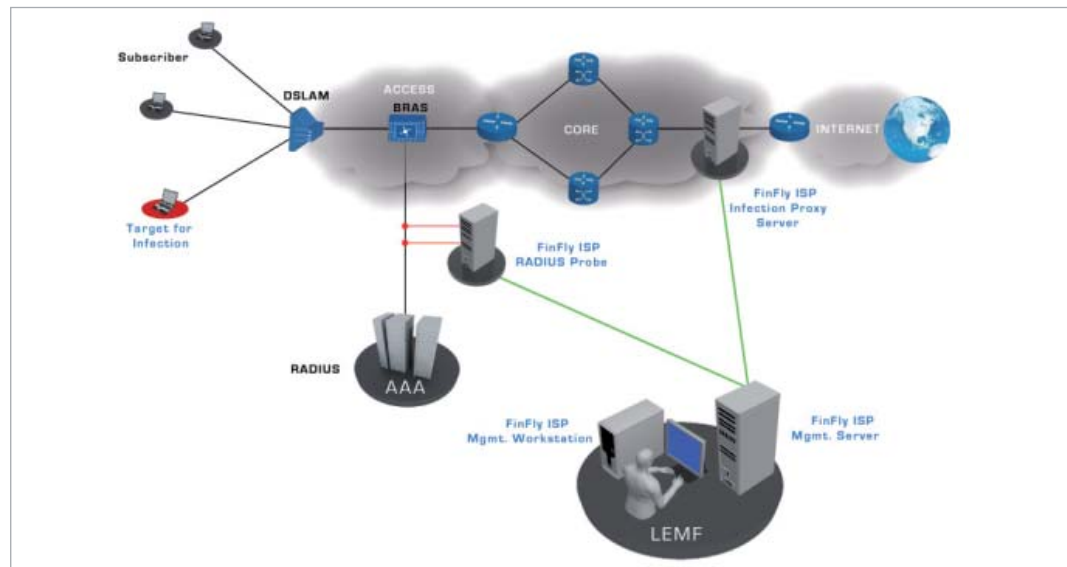 Subscriber
DSLAM
ACCESS
BRAS
CORE
INTERNET
Target for
Infection
FinFly ISP
RADIUS Probe
FinFly ISP
Infection Proxy
Server
RADIUS
AAA
FinFly ISP
Mgmt. Workstation
FinFly ISP
Mgmt. Server
LEMF